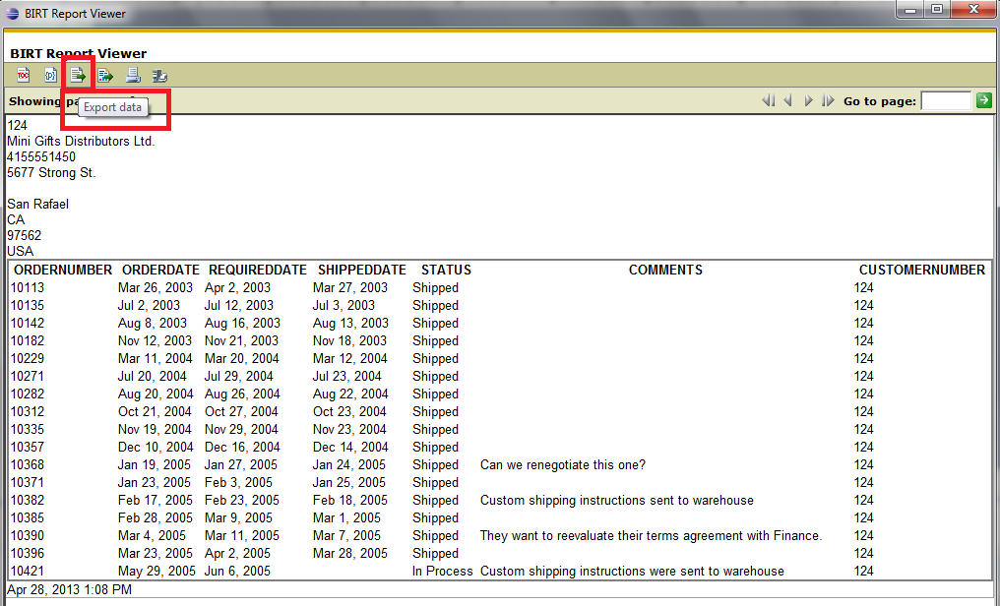 BIRT Report Viewer
BIRT Report Viewer
TOC
Showing pa
Go to page:
Export data
124
Mini Gifts Distributors Ltd.
4155551450
5677 Strong St.
San Rafael
CA
97562
USA
ORDERNUMBER ORDERDATE REQUIREDDATE SHIPPEDDATE STATUS COMMENTS CUSTOMERNUMBER
10113 Mar 26, 2003 Apr 2, 2003 Mar 27, 2003 Shipped 124
10135 Jul 2, 2003 Jul 12, 2003 Jul 3, 2003 Shipped 124
10142 Aug 8, 2003 Aug 16, 2003 Aug 13, 2003 Shipped 124
10182 Nov 12, 2003 Nov 21, 2003 Nov 18, 2003 Shipped 124
10229 Mar 11, 2004 Mar 20, 2004 Mar 12, 2004 Shipped 124
10271 Jul 20, 2004 Jul 29, 2004 Jul 23, 2004 Shipped 124
10282 Aug 20, 2004 Aug 26, 2004 Aug 22, 2004 Shipped 124
10312 Oct 21, 2004 Oct 27, 2004 Oct 23, 2004 Shipped 124
10335 Nov 19, 2004 Nov 29, 2004 Nov 23, 2004 Shipped 124
10357 Dec 10, 2004 Dec 16, 2004 Dec 14, 2004 Shipped 124
10368 Jan 19, 2005 Jan 27, 2005 Jan 24, 2005 Shipped Can we renegotiate this one? 124
10371 Jan 23, 2005 Feb 3, 2005 Jan 25, 2005 Shipped 124
10382 Feb 17, 2005 Feb 23, 2005 Feb 18, 2005 Shipped Custom shipping instructions sent to warehouse 124
10385 Feb 28, 2005 Mar 9, 2005 Mar 1, 2005 Shipped 124
10390 Mar 4, 2005 Mar 11, 2005 Mar 7, 2005 Shipped They want to reevaluate their terms agreement with Finance. 124
10396 Mar 23, 2005 Apr 2, 2005 Mar 28, 2005 Shipped 124
10421 May 29, 2005 Jun 6, 2005 In Process Custom shipping instructions were sent to warehouse 124
Apr 28, 2013 1:08 PM